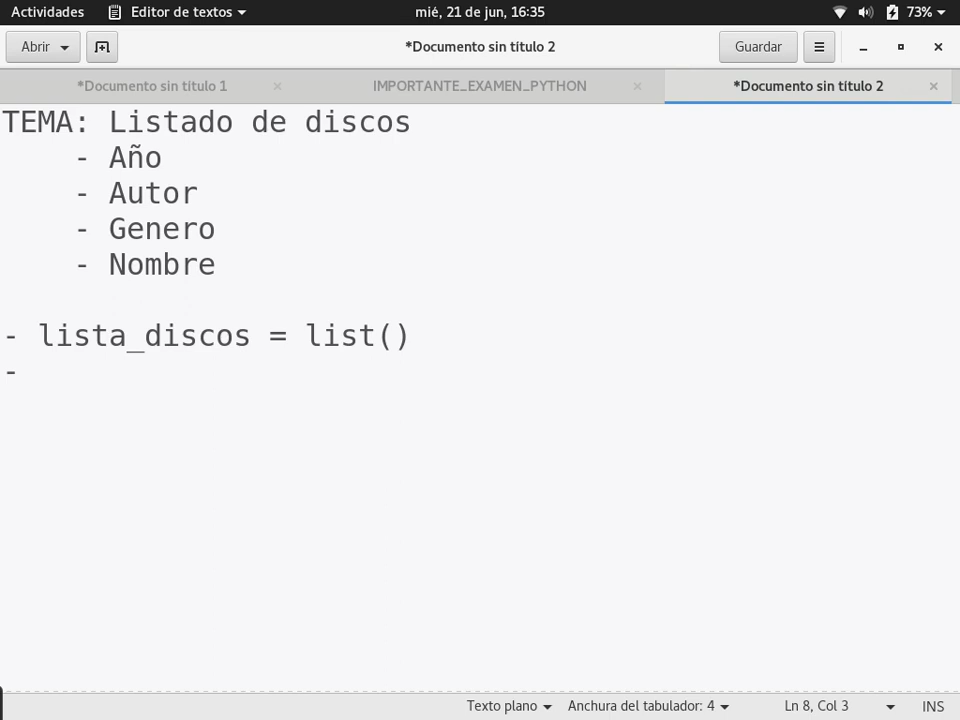 Actividades Editor de textos mié, 21 de jun, 16:35 73%
Abrir *Documento sin título 2 Guardar
*Documento sin título 1 IMPORTANTE_EXAMEN_PYTHON *Documento sin título 2
TEMA: Listado de discos
- Año
- Autor
- Genero
- Nombre
- lista_discos = list()
-
Texto plano Anchura del tabulador: 4 Ln 8, Col 3 INS